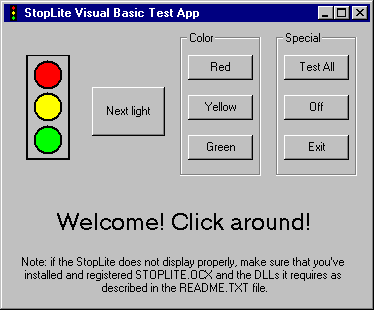 StopLite Visual Basic Test App
Color
Special
Red
Test All
Next light
Yellow
Off
Green
Exit
Welcome! Click around!
Note: if the StopLite does not display properly, make sure that you've
installed and registered STOPLITE.OCX and the DLLs it requires as
described in the README.TXT file.